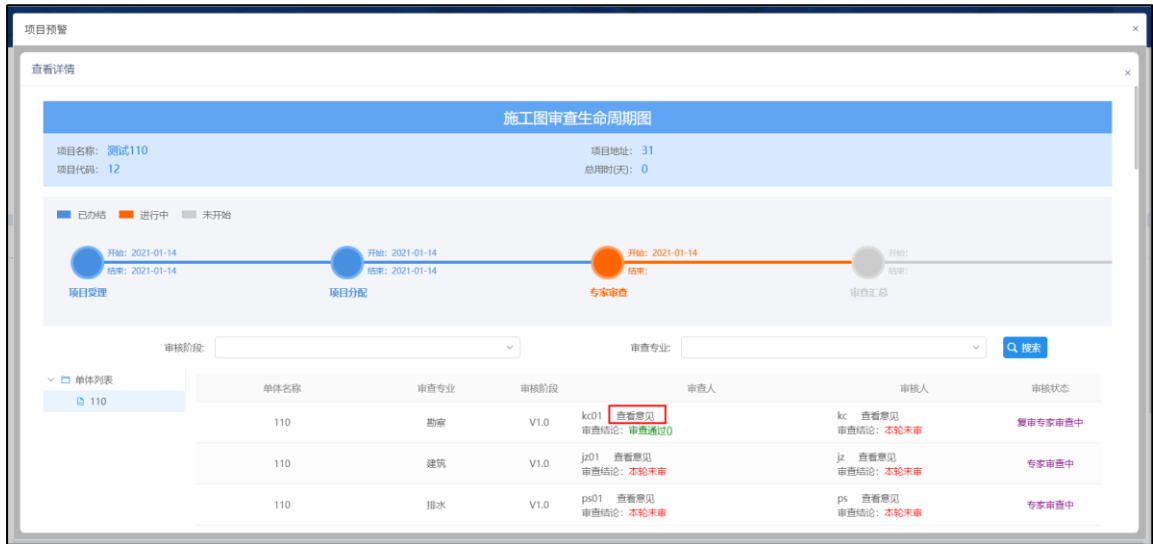 项目预警
查看详情
施工图审查生命周期图
项目名称: 测试110 项目地址: 31
项目代码: 12 总用时(天): 0
已办结 进行中 未开始
开始: 2021-01-14 开始: 2021-01-14 开始: 2021-01-14 开始:
结束: 2021-01-14 结束: 2021-01-14 结束: 结束:
项目受理 项目分配 专家审查 审查汇总
审核阶段: 审查专业: 搜索
单体列表
110
单体名称 审查专业 审核阶段 审查人 审核人 审核状态
110 勘察 V1.0 kc01 查看意见 kc 查看意见 复审专家审查中
审查结论: 审查通过0 审查结论: 本轮未审
110 建筑 V1.0 jz01 查看意见 jz 查看意见 专家审查中
审查结论: 本轮未审 审查结论: 本轮未审
110 排水 V1.0 ps01 查看意见 ps 查看意见 专家审查中
审查结论: 本轮未审 审查结论: 本轮未审